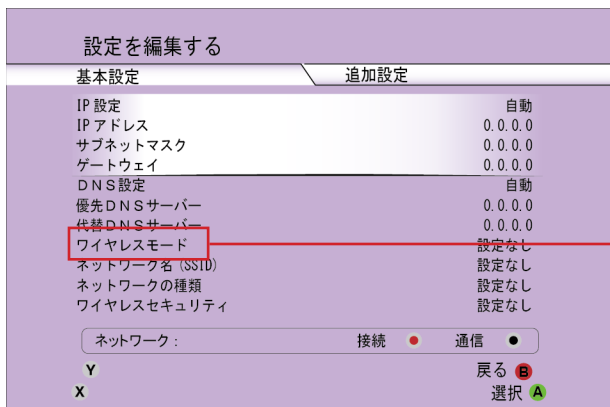 設定を編集する
基本設定 追加設定
IP 設定 自動
IP アドレス 0.0.0.0
サブネットマスク 0.0.0.0
ゲートウェイ 0.0.0.0
DNS設定 自動
優先DNSサーバー 0.0.0.0
代替DNSサーバー 0.0.0.0
ワイヤレスモード 設定なし
ネットワーク名 (SSID) 設定なし
ネットワークの種類 設定なし
ワイヤレスセキュリティ 設定なし
ネットワーク : 接続 通信
Y 戻る B
X 選択 A